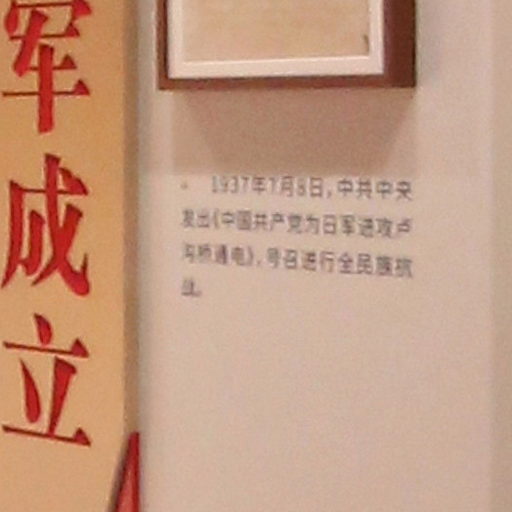 军成立
1937年7月8日，中共中央
发出《中国共产党为日军进攻卢
沟桥通电》，号召进行全民族抗
战。